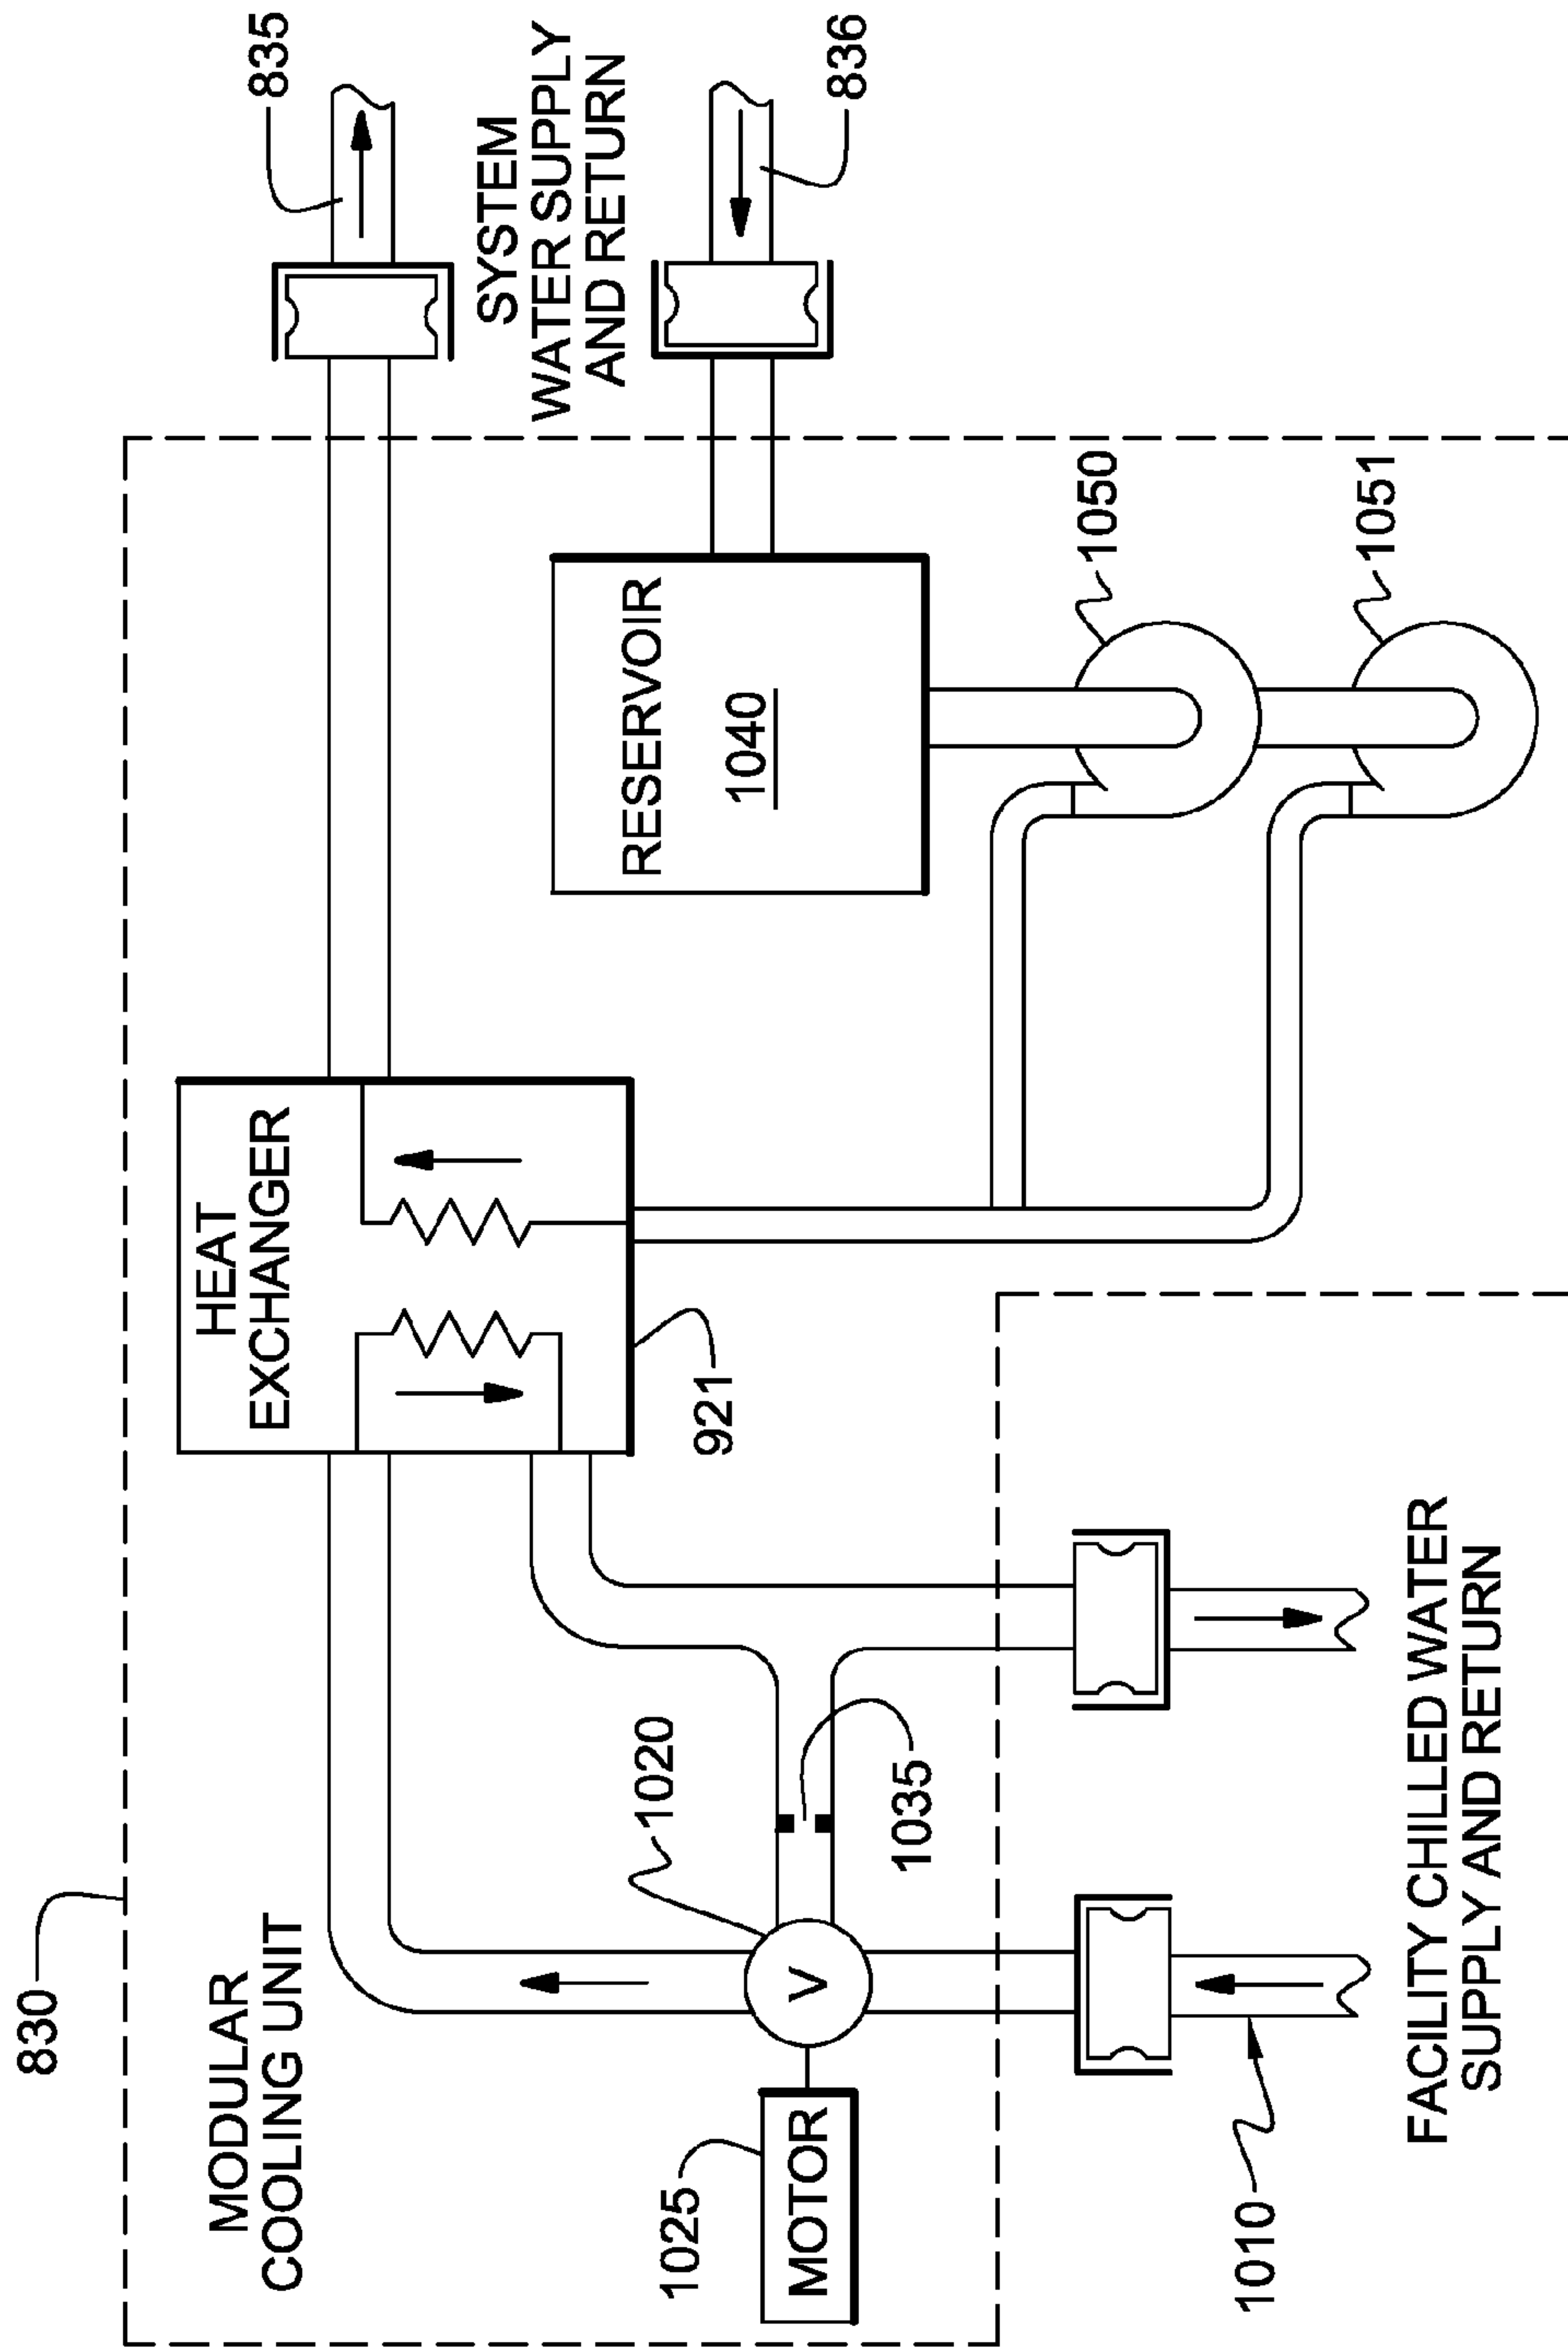 830
MODULAR
COOLING UNIT
HEAT
EXCHANGER
835
SYSTEM
WATER SUPPLY
AND RETURN
836
RESERVOIR
1040
1025
MOTOR
V
1020
1035
921
1050
1051
1010
FACILITY CHILLED WATER
SUPPLY AND RETURN